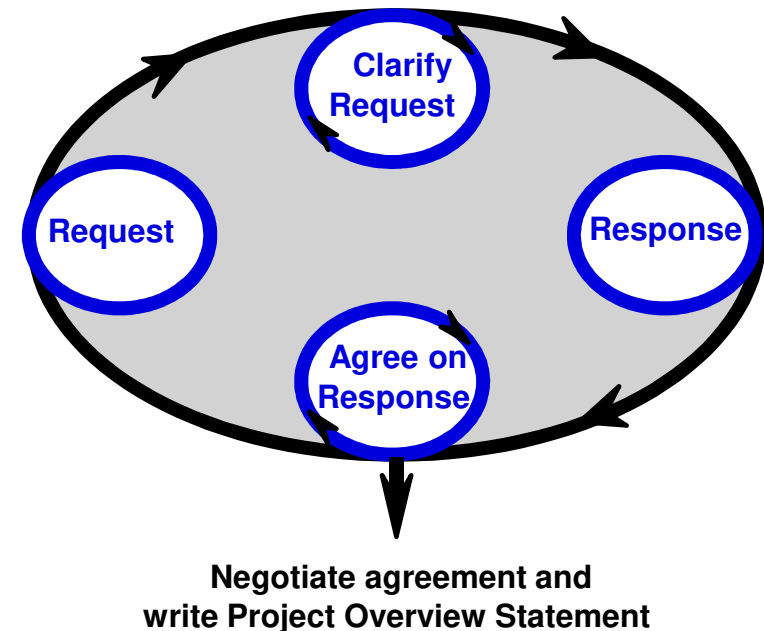 Clarify
Request
Request
Response
Agree on
Response
Negotiate agreement and
write Project Overview Statement